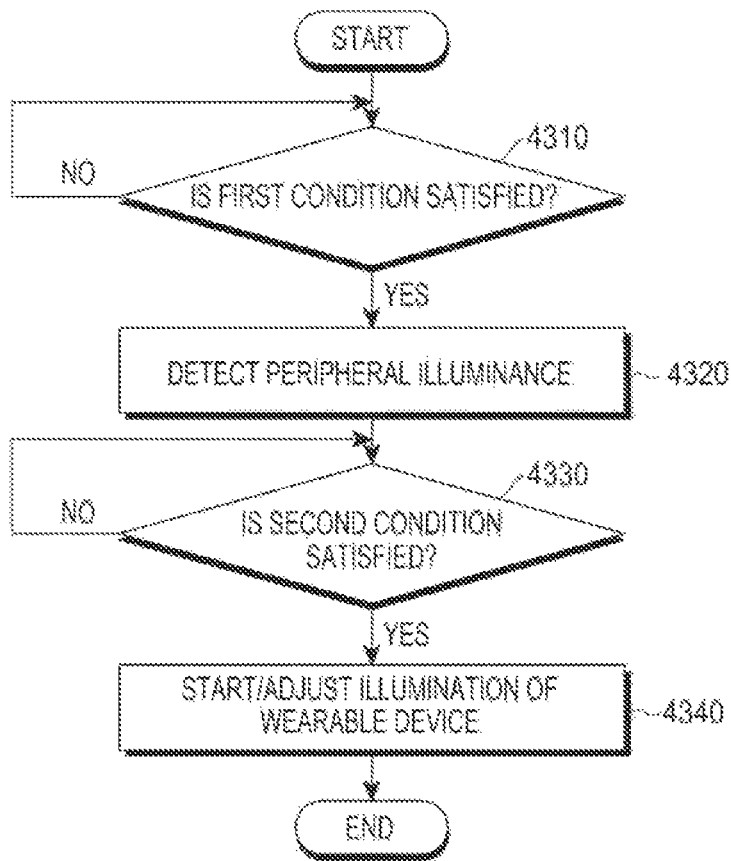 START
4310
NO
IS FIRST CONDITION SATISFIED?
YES
DETECT PERIPHERAL ILLUMINANCE
4320
4330
NO
IS SECOND CONDITION
SATISFIED?
YES
START/ADJUST ILLUMINATION OF
WEARABLE DEVICE
4340
END